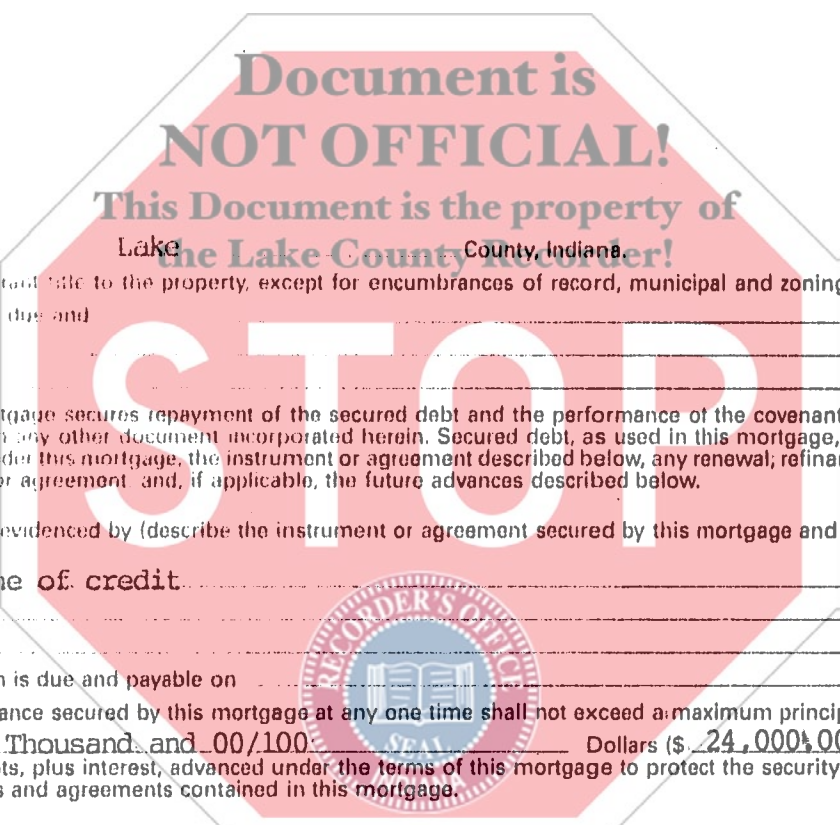 Document is
NOT OFFICIAL!
This Document is the property of
the Lake County Recorder!
Lake County, Indiana.
title to the property, except for encumbrances of record, municipal and zoning
due and
STOP
tgage secures repayment of the secured debt and the performance of the covenant
any other document incorporated herein. Secured debt, as used in this mortgage,
der this mortgage, the instrument or agreement described below, any renewal; refinan
or agreement and, if applicable, the future advances described below.
evidenced by (describe the instrument or agreement secured by this mortgage and
ne of credit
RECORDER'S OFFICE
SEAL
n is due and payable on
ance secured by this mortgage at any one time shall not exceed a maximum princip
Thousand and 00/100 Dollars ($ 24,000.00
ts, plus interest, advanced under the terms of this mortgage to protect the security
s and agreements contained in this mortgage.